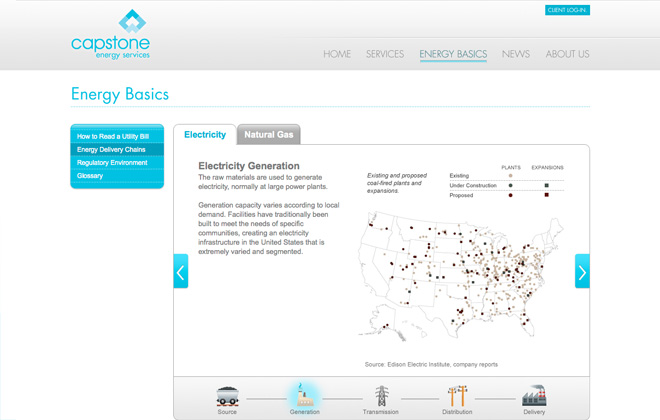 CLIENT LOG-IN
capstone
energy services
HOME SERVICES ENERGY BASICS NEWS ABOUT US
Energy Basics
How to Read a Utility Bill
Energy Delivery Chains
Regulatory Environment
Glossary
Electricity
Natural Gas
Electricity Generation
The raw materials are used to generate
electricity, normally at large power plants.
Generation capacity varies according to local
demand. Facilities have traditionally been
built to meet the needs of specific
communities, creating an electricity
infrastructure in the United States that is
extremely varied and segmented.
Existing and proposed
coal-fired plants and
expansions.
PLANTS EXPANSIONS
Existing
Under Construction
Proposed
Source: Edison Electric Institute, company reports
Source Generation Transmission Distribution Delivery